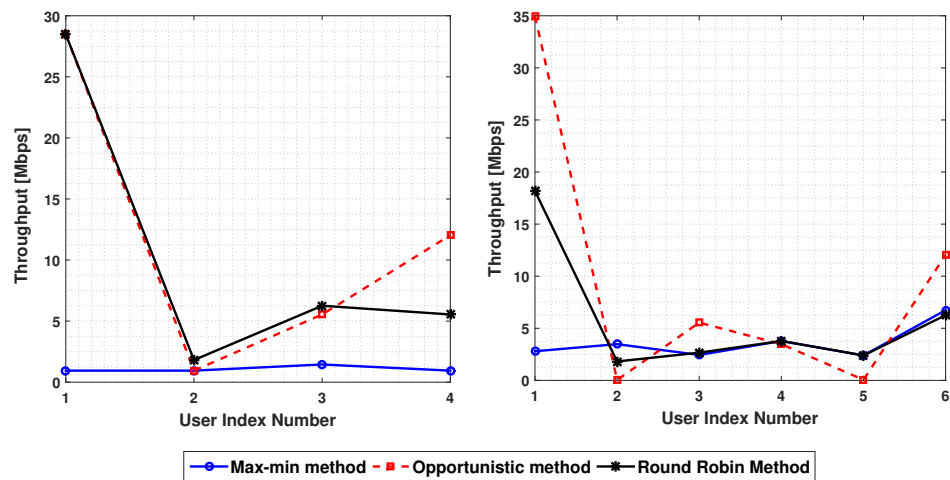 30
25
20
15
10
5
0
Throughput [Mbps]
1 2 3 4
User Index Number
35
30
25
20
15
10
5
0
Throughput [Mbps]
1 2 3 4 5 6
User Index Number
Max-min method Opportunistic method Round Robin Method